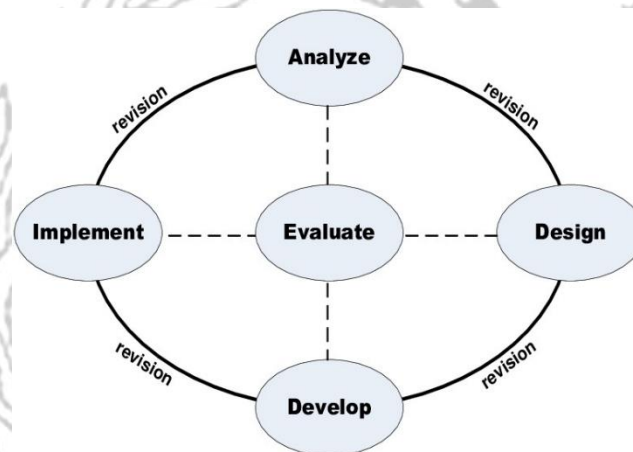 Analyze
revision
revision
Implement
Evaluate
Design
revision
revision
Develop